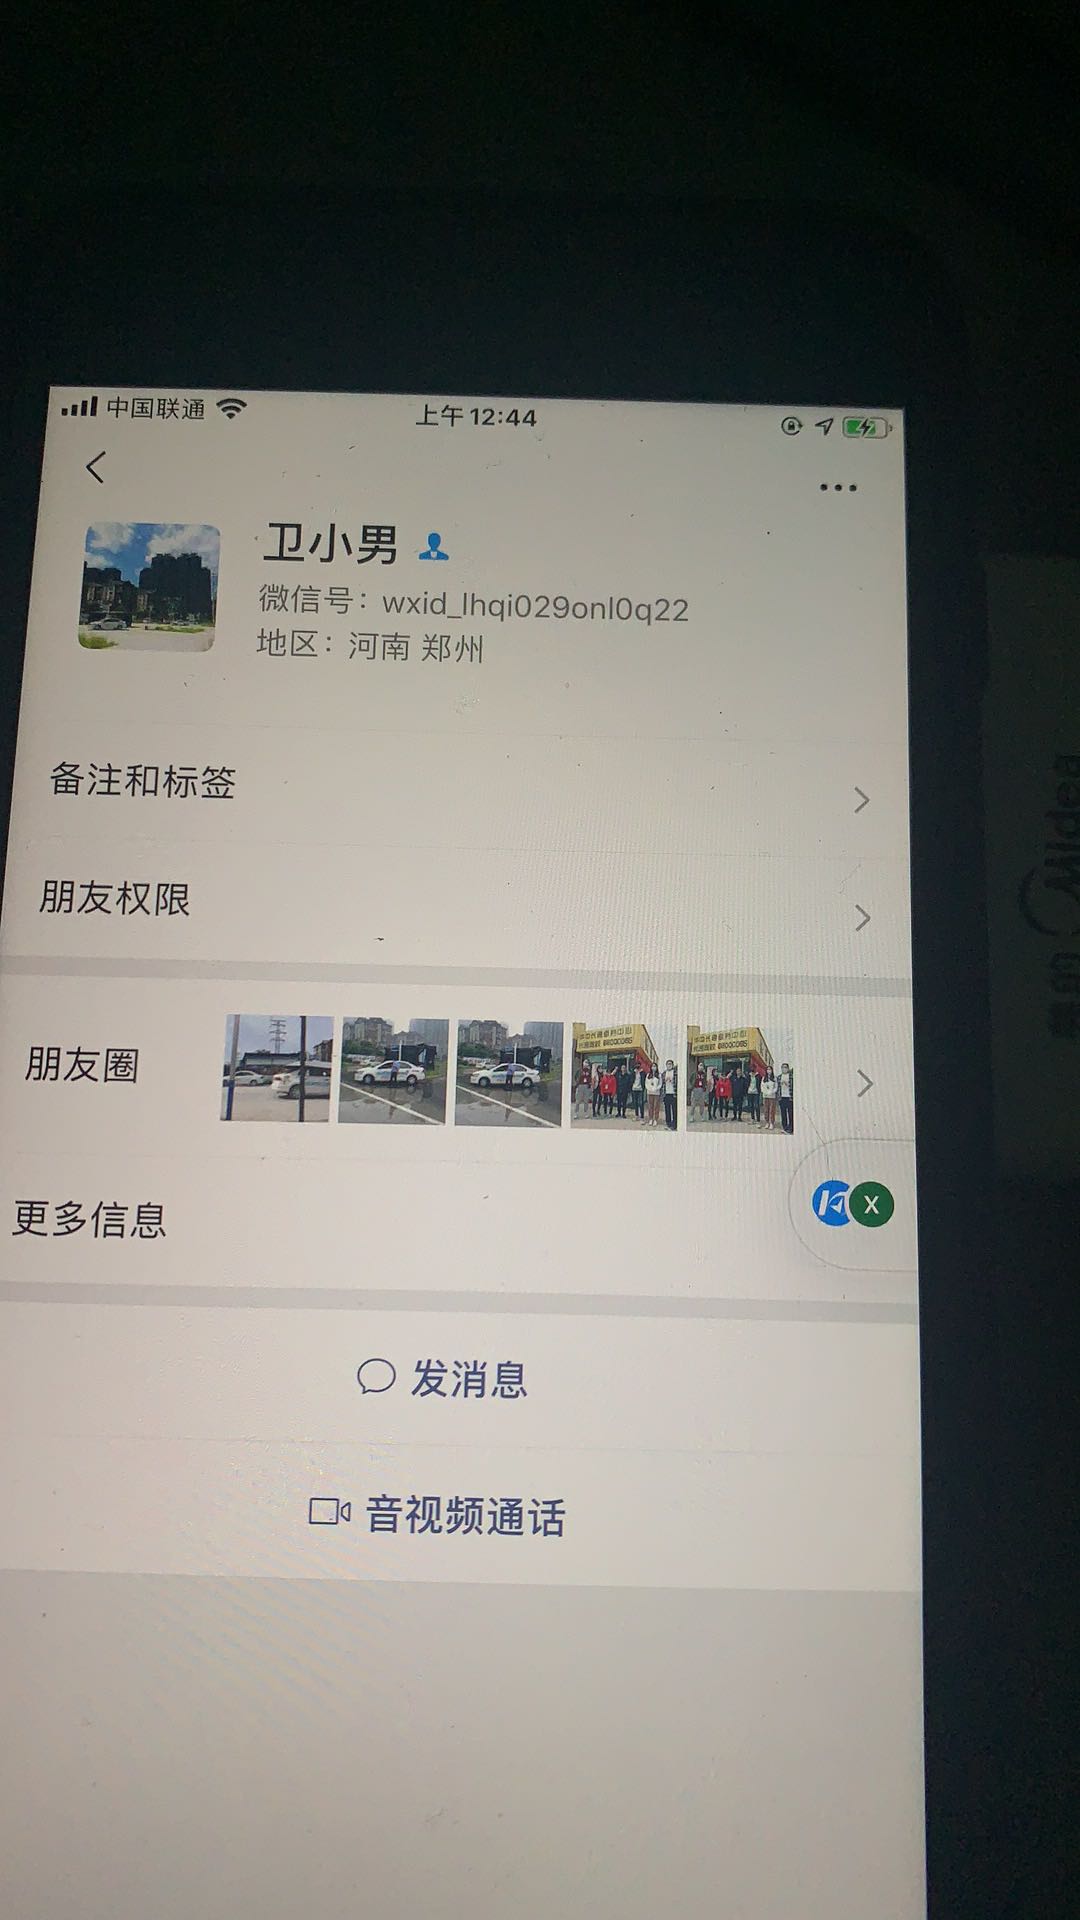 中国联通
上午12:44
卫小男
微信号：wxid_lhqi029onl0q22
地区：河南 郑州
备注和标签
朋友权限
朋友圈
更多信息
X
发消息
音视频通话
Midea